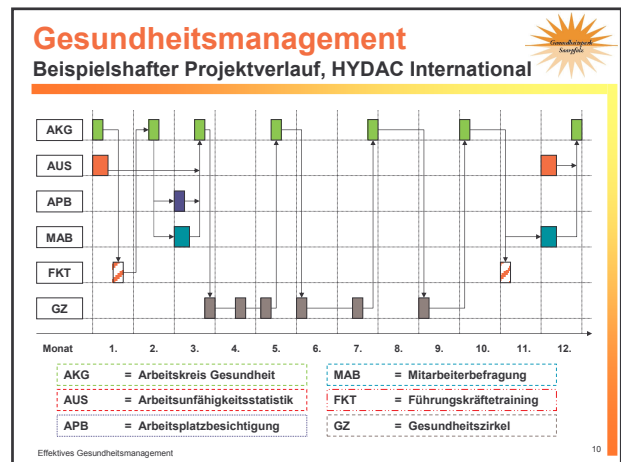 Gesundheitsmanagement
Beispielshafter Projektverlauf, HYDAC International
Gesundheitspark
Saarpfalz
AKG
AUS
APB
MAB
FKT
GZ
Monat 1. 2. 3. 4. 5. 6. 7. 8. 9. 10. 11. 12.
AKG = Arbeitskreis Gesundheit
MAB = Mitarbeiterbefragung
AUS = Arbeitsunfähigkeitsstatistik
FKT = Führungskräftetraining
APB = Arbeitsplatzbesichtigung
GZ = Gesundheitszirkel
Effektives Gesundheitsmanagement
10